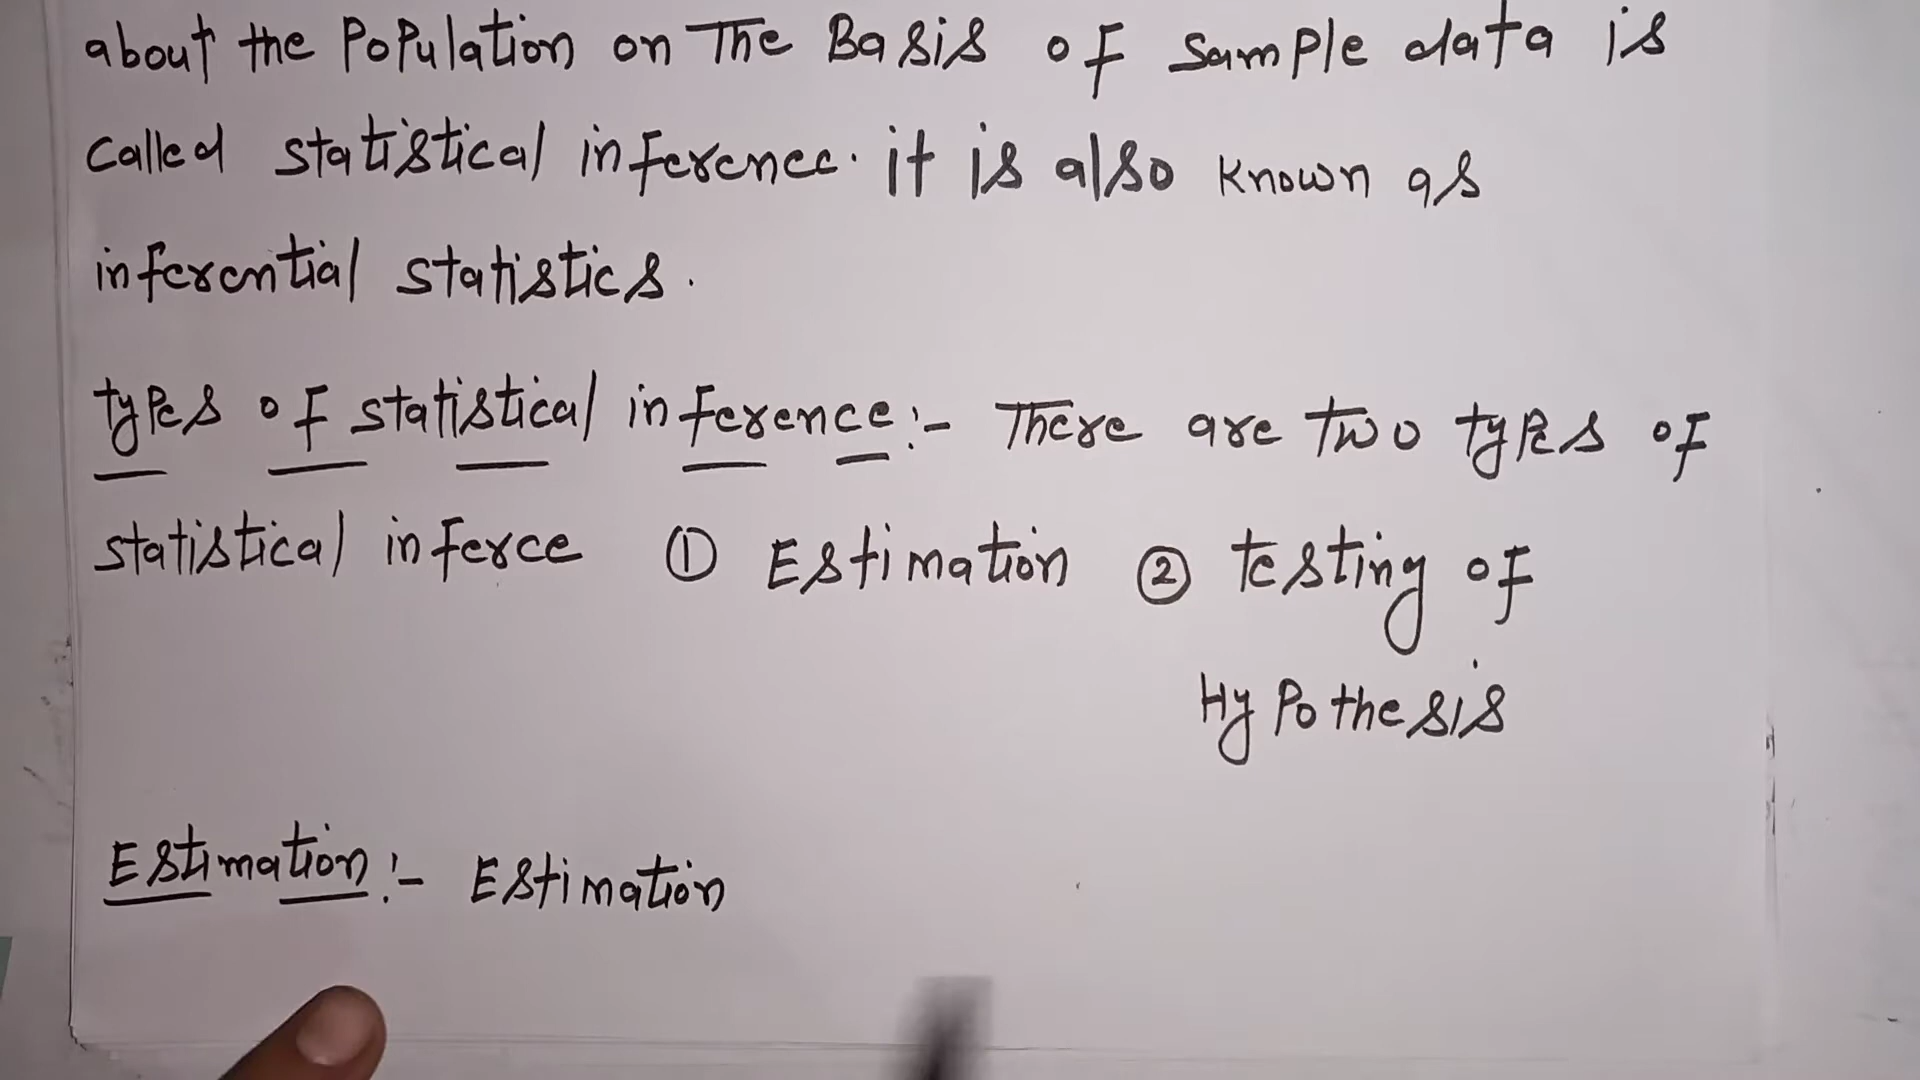 about the Population on The Basis of Sample data is
called statistical inference. it is also known as
inferential statistics.
types of statistical inference:- There are two types of
statistical inferce ① Estimation ② testing of
Hypothesis
Estimation:- Estimation